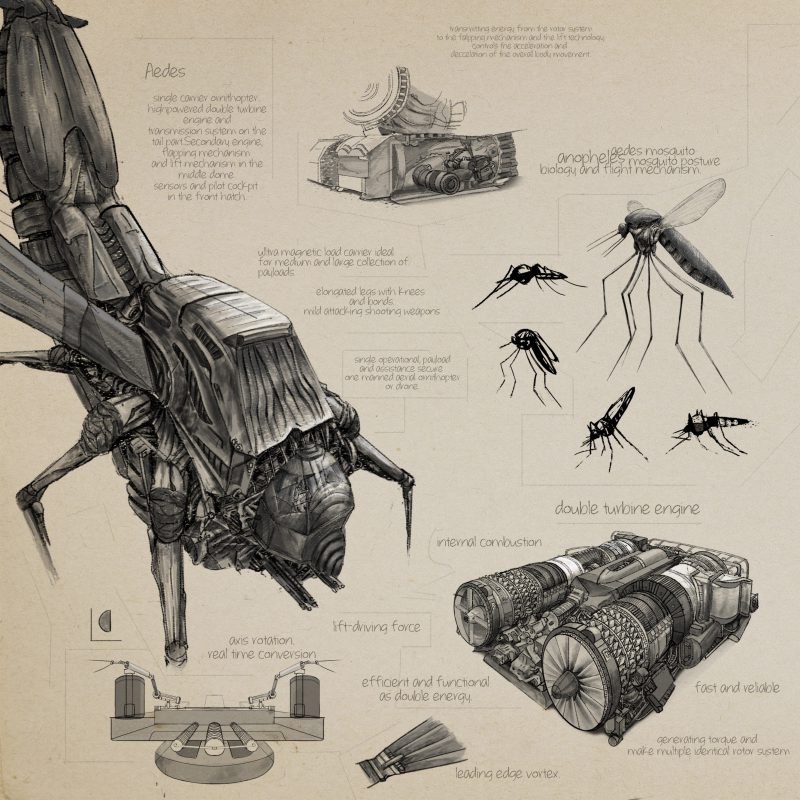 transmitting energy from the rotor system
to the flapping mechanism and the lift technology.
controls the acceleration and
decceleration of the overall body movement.
Aedes
single carrier ornithopter.
highpowered double turbine
engine and
transmission system on the
tail part.Secondary engine,
flapping mechanism
and lift mechanism in the
middle dome.
sensors and pilot cockpit
in the front hatch.
aedes mosquito
anopheles mosquito posture
biology and flight mechanism.
ultra magnetic load carrier ideal
for medium and large collection of
payloads.
elongated legs with knees
and bonds.
mild attacking shooting weapons
single operational, payload
and assistance secure
one manned aerial ornithopter
or drone.
double turbine engine
internal combustion
lift-driving force
axis rotation.
real time conversion
efficient and functional
as double energy.
fast and reliable
generating torque and
make multiple identical rotor system
leading edge vortex.